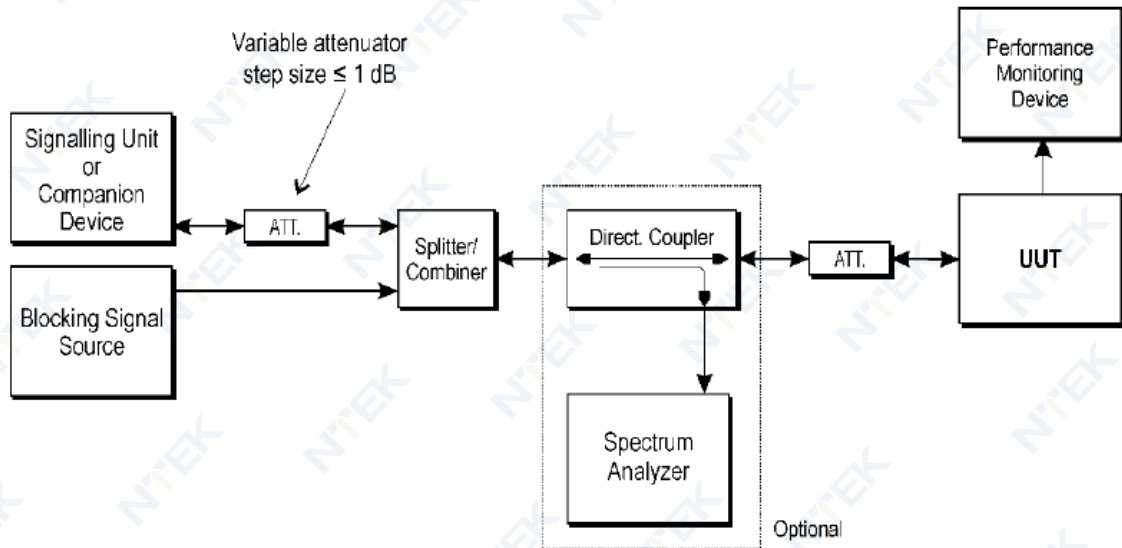 Variable attenuator
step size ≤ 1 dB
Performance
Monitoring
Device
Signalling Unit
or
Companion
Device
ATT.
Splitter/
Combiner
Direct. Coupler
ATT.
UUT
Blocking Signal
Source
Spectrum
Analyzer
Optional
NTEK